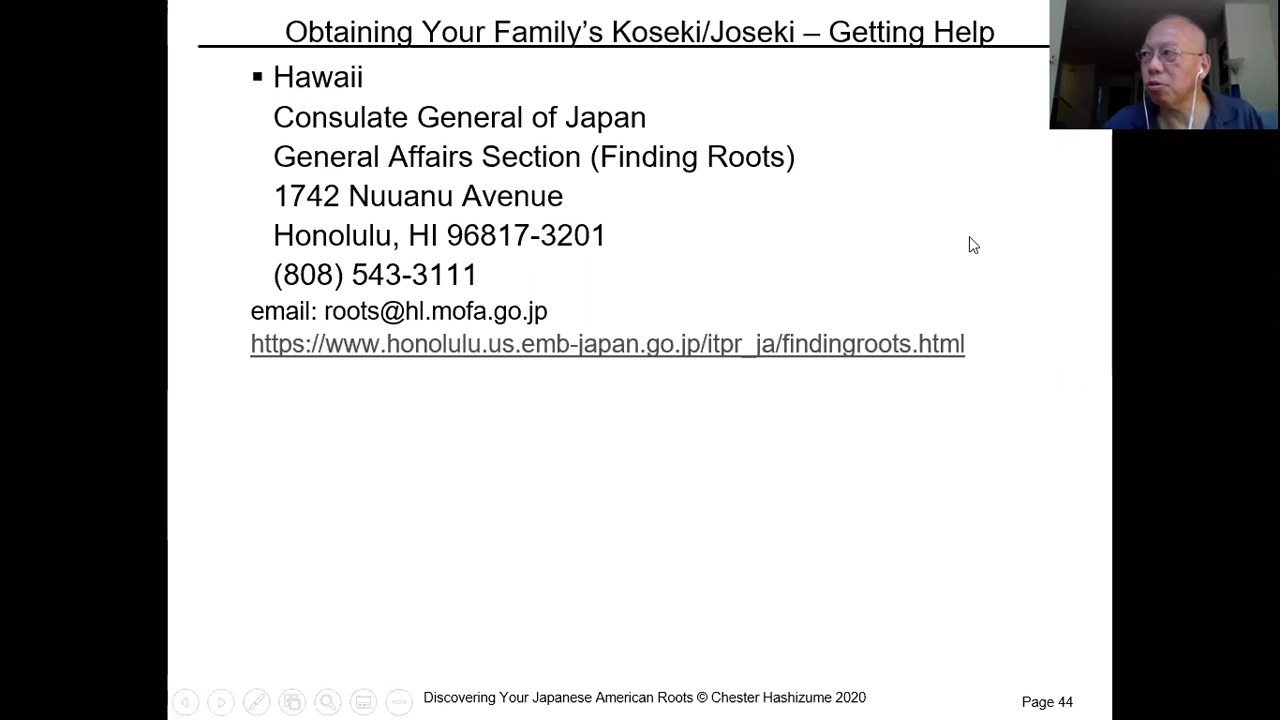 Obtaining Your Family’s Koseki/Joseki – Getting Help
▪ Hawaii
Consulate General of Japan
General Affairs Section (Finding Roots)
1742 Nuuanu Avenue
Honolulu, HI 96817-3201
(808) 543-3111
email: roots@hl.mofa.go.jp
https://www.honolulu.us.emb-japan.go.jp/itpr_ja/findingroots.html
Discovering Your Japanese American Roots © Chester Hashizume 2020
Page 44